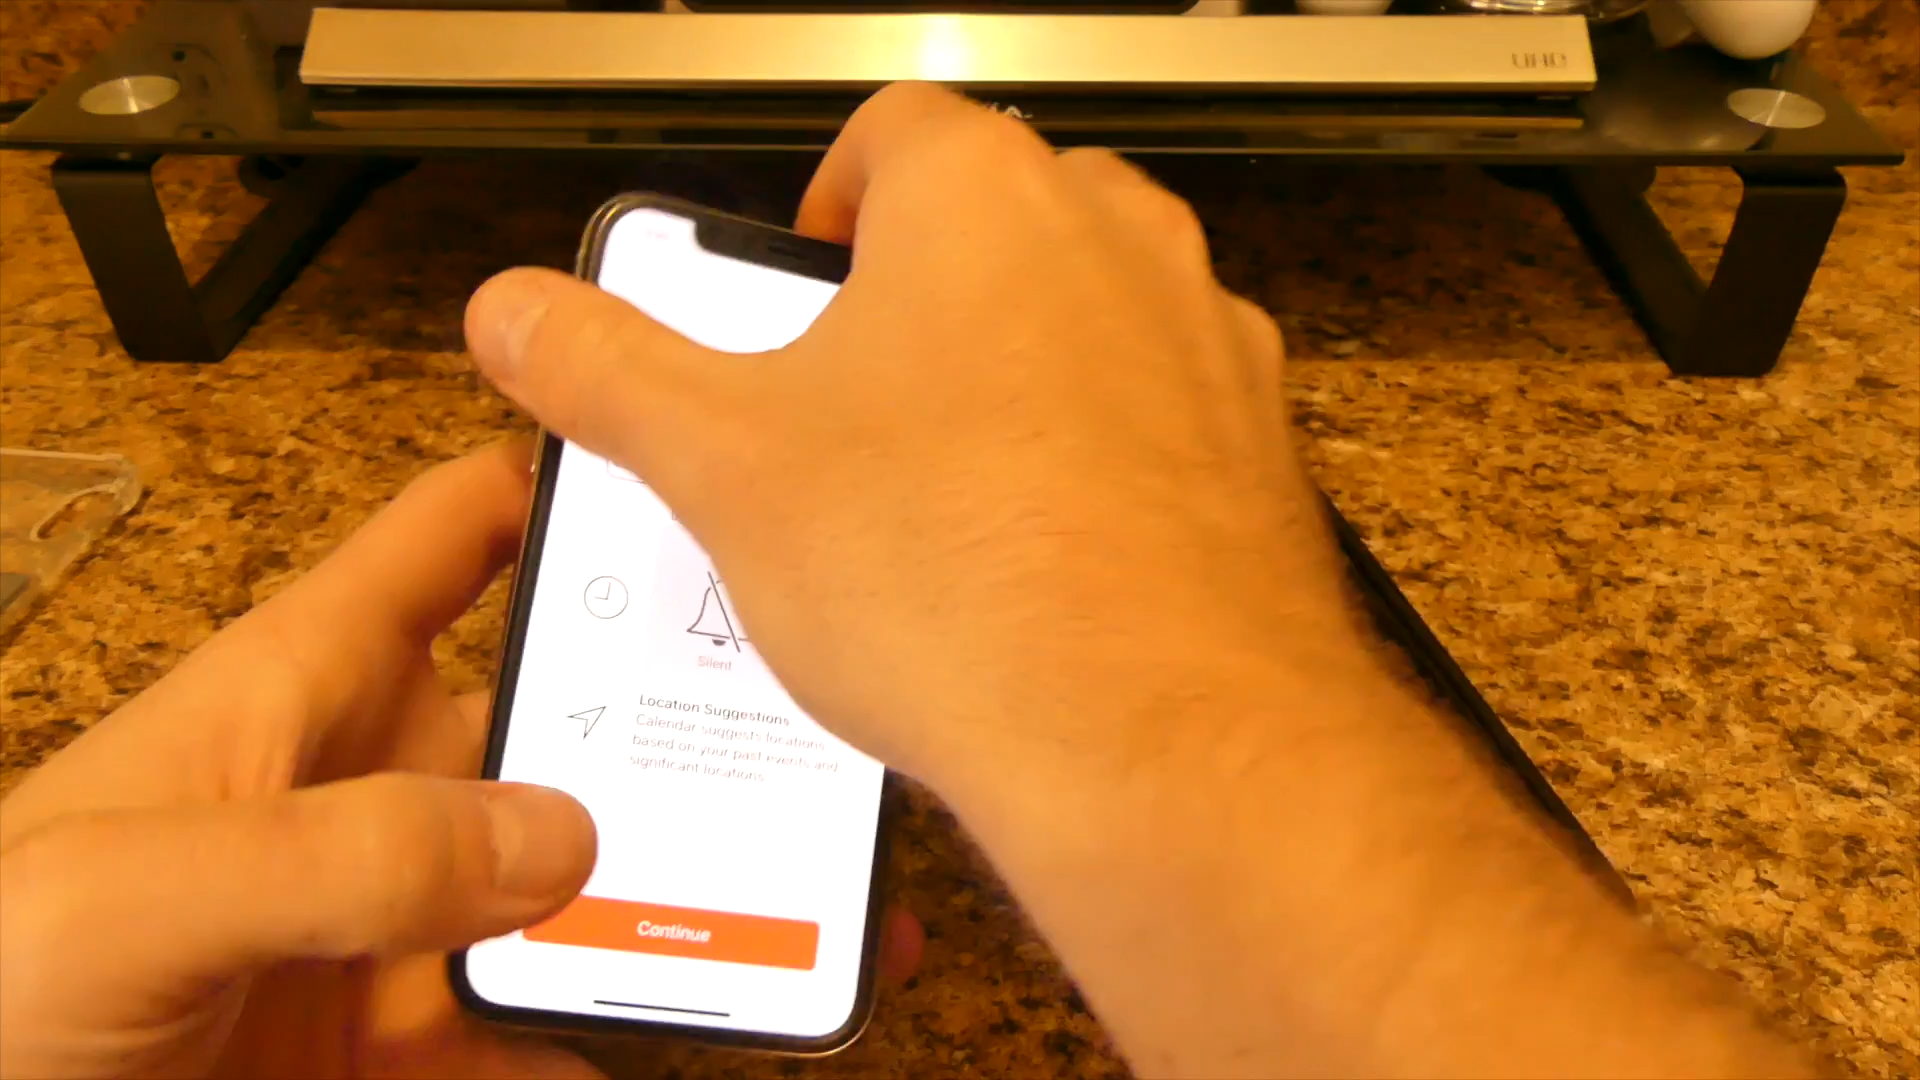 UHD
Silent
Location Suggestions
Calendar suggests locations
based on your past events and
significant locations.
Continue